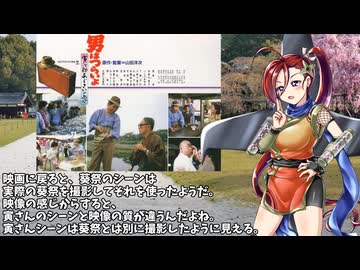 原作・監督=山田洋次
男はつらいよ
映画に戻ると、葵祭のシーンは
実際の葵祭を撮影してそれを使ったようだ。
映像の感じからすると、
寅さんのシーンと映像の質が違うんだよね。
寅さんシーンは葵祭とは別に撮影したように見える。